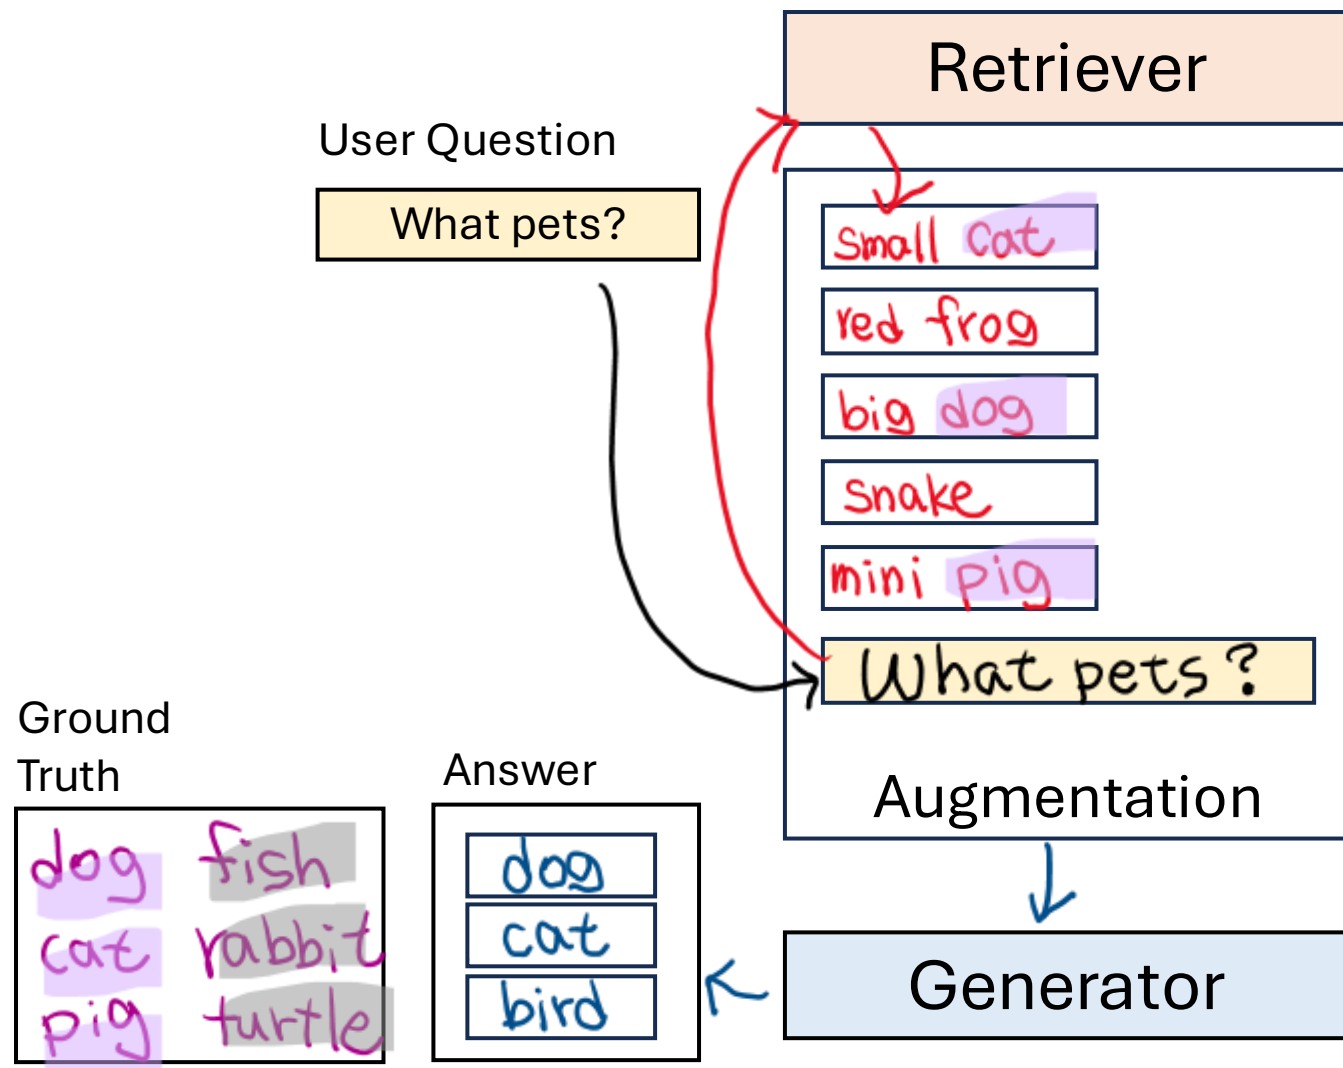 Retriever
User Question
What pets?
small cat
red frog
big dog
snake
mini pig
What pets?
Augmentation
Ground
Truth
dog fish
cat rabbit
pig turtle
Answer
dog
cat
bird
Generator